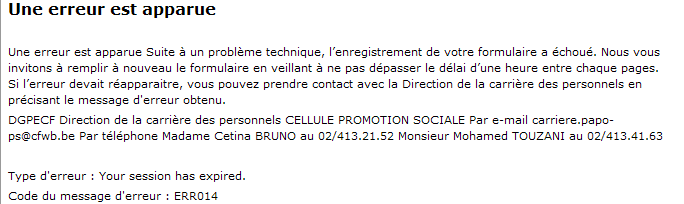 Une erreur est apparue
Une erreur est apparue Suite à un problème technique, l’enregistrement de votre formulaire a échoué. Nous vous
invitons à remplir à nouveau le formulaire en veillant à ne pas dépasser le délai d’une heure entre chaque pages.
Si l’erreur devait réapparaitre, vous pouvez prendre contact avec la Direction de la carrière des personnels en
précisant le message d'erreur obtenu.
DGPECF Direction de la carrière des personnels CELLULE PROMOTION SOCIALE Par e-mail carriere.papo-
ps@cfwb.be Par téléphone Madame Cetina BRUNO au 02/413.21.52 Monsieur Mohamed TOUZANI au 02/413.41.63
Type d'erreur : Your session has expired.
Code du message d'erreur : ERR014